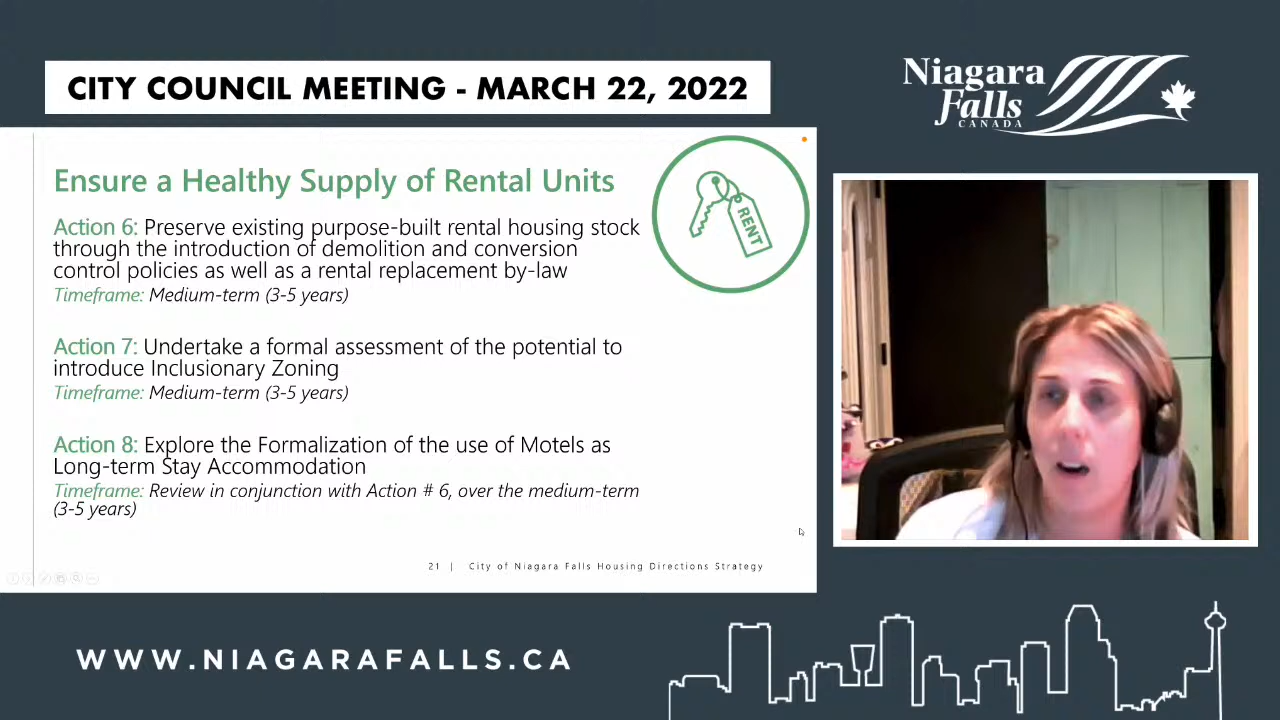 CITY COUNCIL MEETING - MARCH 22, 2022
Niagara
Falls
CANADA
Ensure a Healthy Supply of Rental Units
RENT
Action 6: Preserve existing purpose-built rental housing stock
through the introduction of demolition and conversion
control policies as well as a rental replacement by-law
Timeframe: Medium-term (3-5 years)
Action 7: Undertake a formal assessment of the potential to
introduce Inclusionary Zoning
Timeframe: Medium-term (3-5 years)
Action 8: Explore the Formalization of the use of Motels as
Long-term Stay Accommodation
Timeframe: Review in conjunction with Action # 6, over the medium-term
(3-5 years)
21 | City of Niagara Falls Housing Directions Strategy
WWW.NIAGARAFALLS.CA